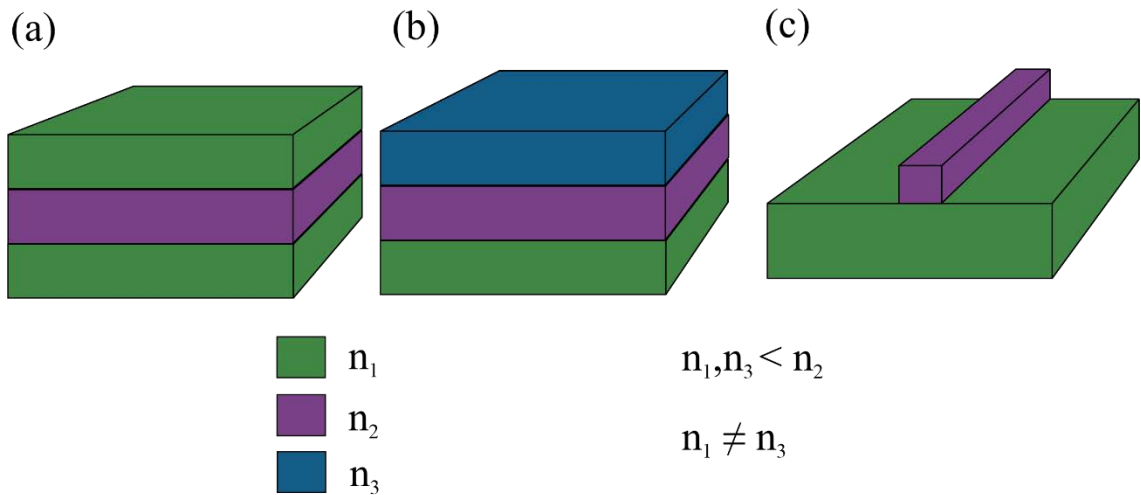 (a)
(b)
(c)
n₁
n₂
n₃
n₁,n₃ < n₂
n₁ ≠ n₃